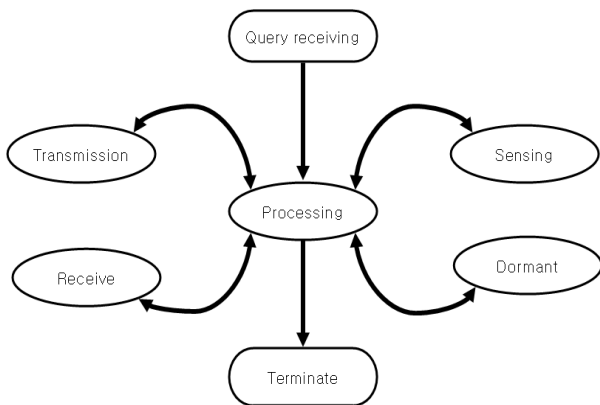 Query receiving
Transmission
Sensing
Processing
Receive
Dormant
Terminate